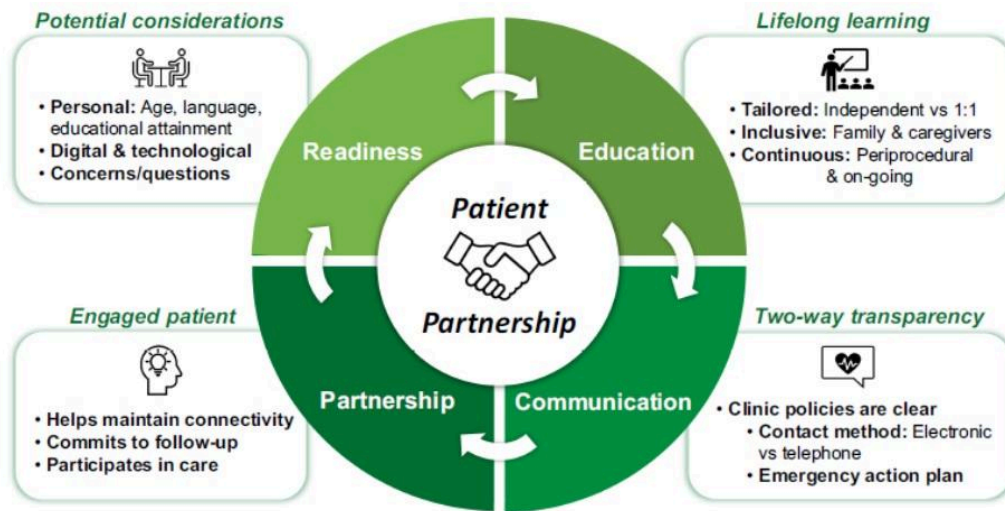 Potential considerations
• Personal: Age, language,
educational attainment
• Digital & technological
• Concerns/questions
Lifelong learning
• Tailored: Independent vs 1:1
• Inclusive: Family & caregivers
• Continuous: Periprocedural
& on-going
Readiness
Education
Patient
Partnership
Partnership
Communication
Engaged patient
• Helps maintain connectivity
• Commits to follow-up
• Participates in care
Two-way transparency
• Clinic policies are clear
• Contact method: Electronic
vs telephone
• Emergency action plan